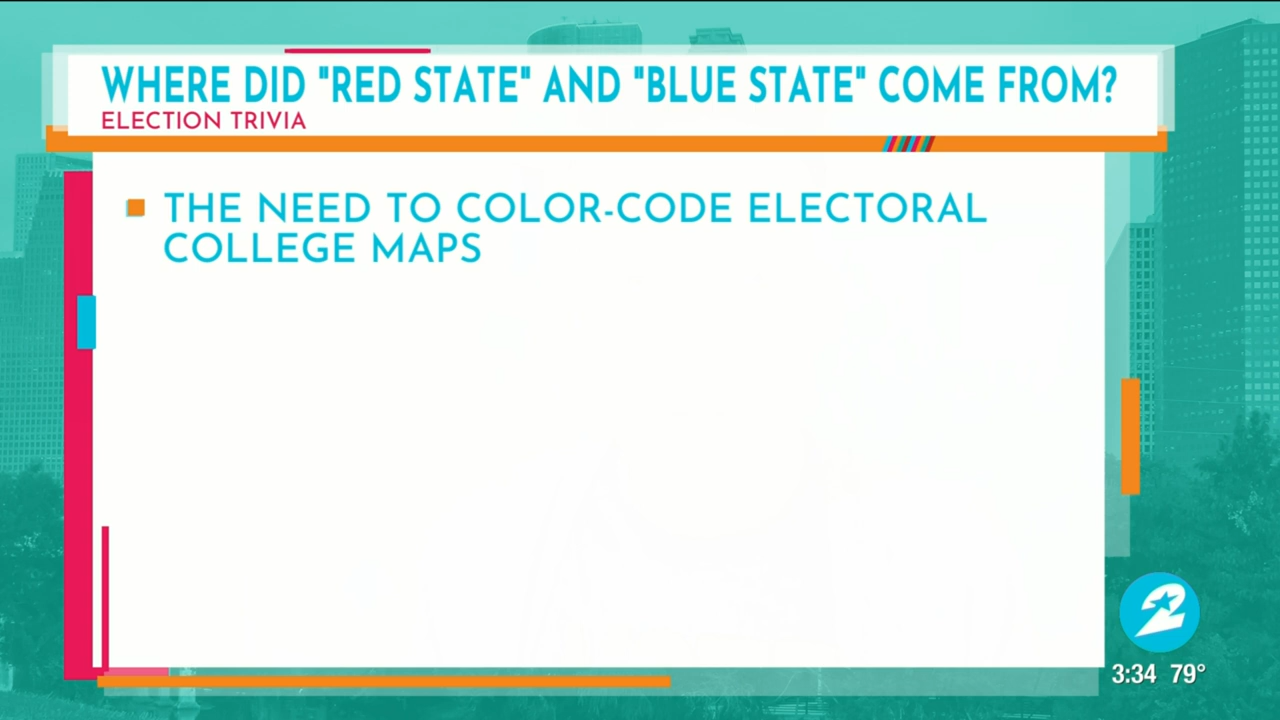 WHERE DID "RED STATE" AND "BLUE STATE" COME FROM?
ELECTION TRIVIA
THE NEED TO COLOR-CODE ELECTORAL
COLLEGE MAPS
2
3:34 79°